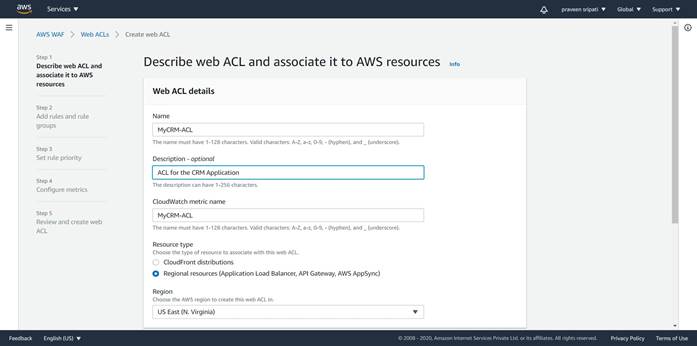 aws Services praveen sripati Global Support
AWS WAF Web ACLs Create web ACL
Step 1
Describe web ACL and
associate it to AWS
resources
Step 2
Add rules and rule
groups
Step 3
Set rule priority
Step 4
Configure metrics
Step 5
Review and create web
ACL
Describe web ACL and associate it to AWS resources Info
Web ACL details
Name
MyCRM-ACL
The name must have 1-128 characters. Valid characters: A-Z, a-z, 0-9, - (hyphen), and _ (underscore).
Description - optional
ACL for the CRM Application
The description can have 1-256 characters.
CloudWatch metric name
MyCRM-ACL
The name must have 1-128 characters. Valid characters: A-Z, a-z, 0-9, - (hyphen), and _ (underscore).
Resource type
Choose the type of resource to associate with this web ACL.
CloudFront distributions
Regional resources (Application Load Balancer, API Gateway, AWS AppSync)
Region
Choose the AWS region to create this web ACL in.
US East (N. Virginia)
Feedback English (US) © 2008 - 2020, Amazon Internet Services Private Ltd. or its affiliates. All rights reserved. Privacy Policy Terms of Use